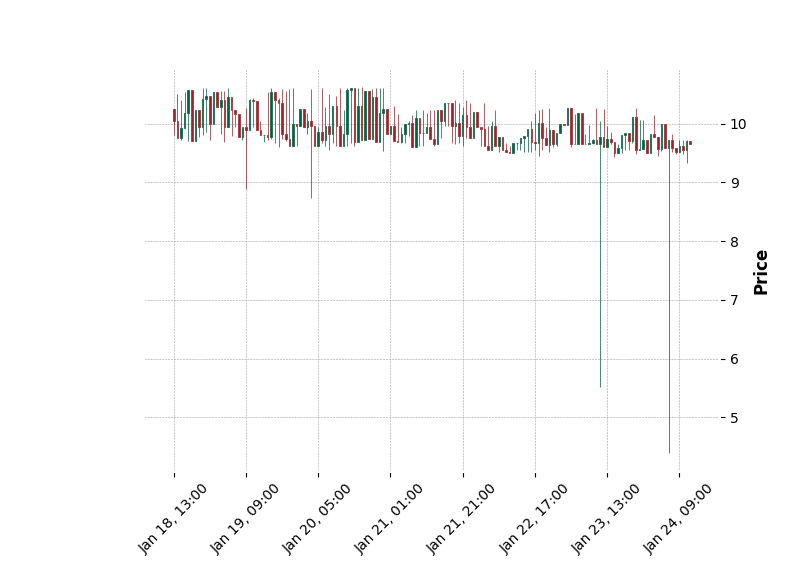 10
9
8
7
6
5
Price
Jan 18, 13:00
Jan 19, 09:00
Jan 20, 05:00
Jan 21, 01:00
Jan 21, 21:00
Jan 22, 17:00
Jan 23, 13:00
Jan 24, 09:00